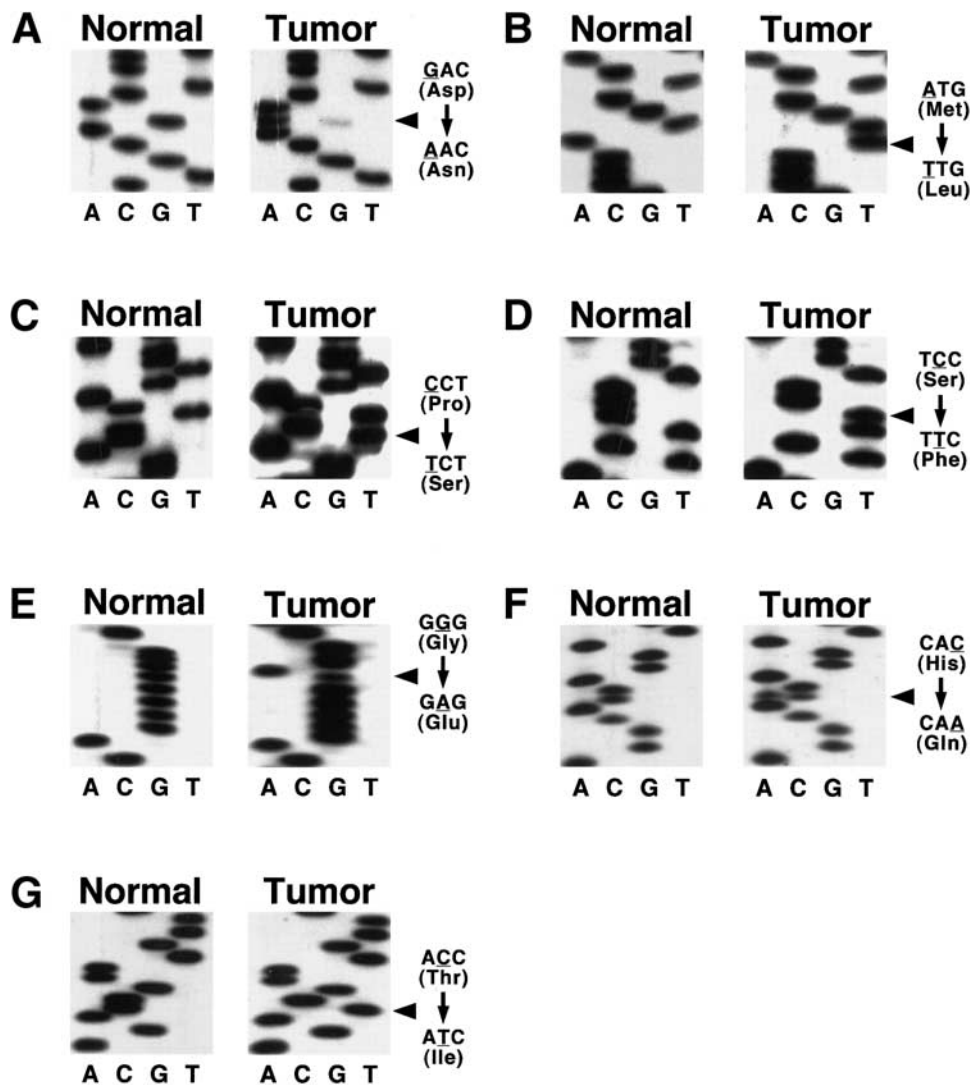 A Normal Tumor
GAC
(Asp)
AAC
(Asn)
A C G T A C G T
B Normal Tumor
ATG
(Met)
TTG
(Leu)
A C G T A C G T
C Normal Tumor
CCT
(Pro)
TCT
(Ser)
A C G T A C G T
D Normal Tumor
TCC
(Ser)
TTC
(Phe)
A C G T A C G T
E Normal Tumor
GGG
(Gly)
GAG
(Glu)
A C G T A C G T
F Normal Tumor
CAC
(His)
CAA
(Gln)
A C G T A C G T
G Normal Tumor
ACC
(Thr)
ATC
(Ile)
A C G T A C G T